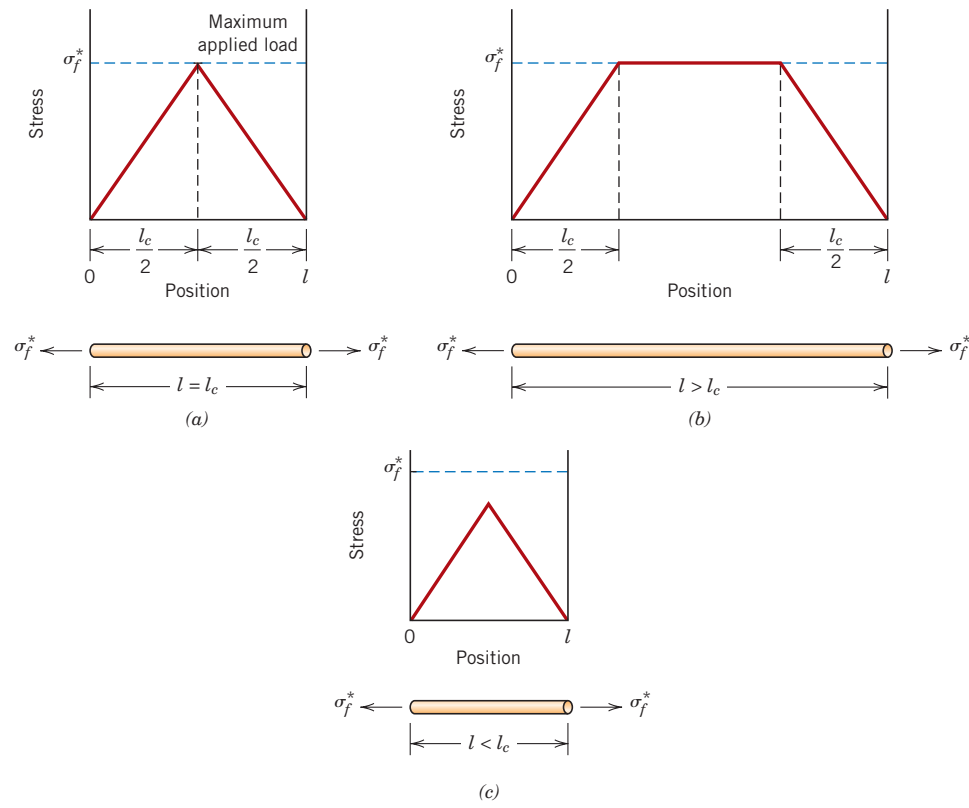 Maximum
applied load
σ*f
Stress
lc/2 lc/2
0 l
Position
σ*f σ*f
l = lc
(a)
σ*f
Stress
lc/2 lc/2
0 l
Position
σ*f σ*f
l > lc
(b)
σ*f
Stress
0 l
Position
σ*f σ*f
l < lc
(c)